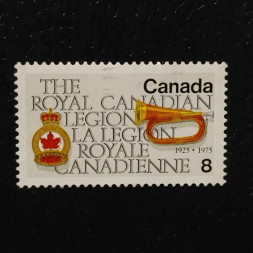 Canada
THE
ROYAL CANADIAN
LEGION
LA LEGION
ROYALE
1925 • 1975
CANADIENNE 8